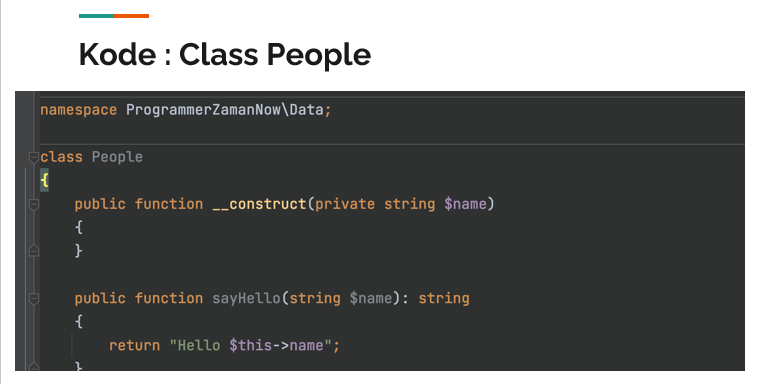 Kode : Class People
namespace ProgrammerZamanNow\Data;
class People
{
public function __construct(private string $name)
{
}
public function sayHello(string $name): string
{
return "Hello $this->name";
}